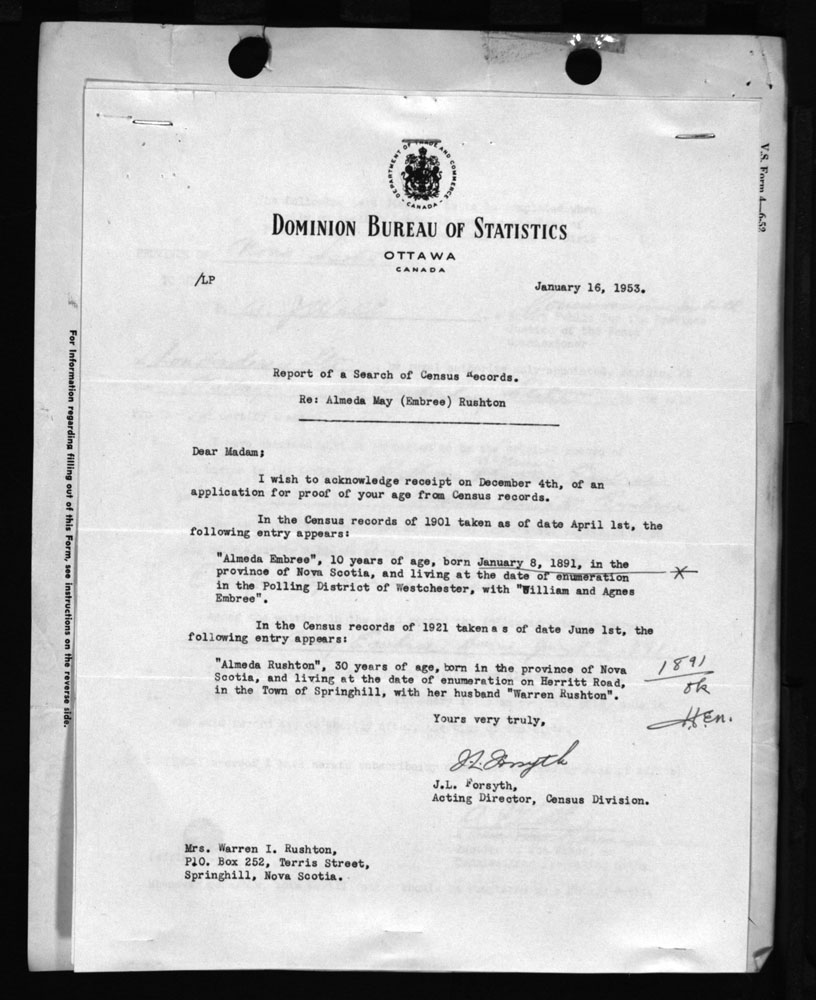 DEPARTMENT OF TRADE AND COMMERCE
CANADA
DOMINION BUREAU OF STATISTICS
OTTAWA
CANADA
/LP
January 16, 1953.
V.S. Form 4—6-52
Report of a Search of Census Records.
Re: Almeda May (Embree) Rushton
Dear Madam;
I wish to acknowledge receipt on December 4th, of an
application for proof of your age from Census records.
In the Census records of 1901 taken as of date April 1st, the
following entry appears:
"Almeda Embree", 10 years of age, born January 8, 1891, in the
province of Nova Scotia, and living at the date of enumeration
in the Polling District of Westchester, with "William and Agnes
Embree".
In the Census records of 1921 takena s of date June 1st, the
following entry appears:
"Almeda Rushton", 30 years of age, born in the province of Nova
Scotia, and living at the date of enumeration on Herritt Road,
in the Town of Springhill, with her husband "Warren Rushton".
1891
ok
H.E.N.
Yours very truly,
J.L. Forsyth
J.L. Forsyth,
Acting Director, Census Division.
Mrs. Warren I. Rushton,
P.O. Box 252, Terris Street,
Springhill, Nova Scotia.
For information regarding filling out of this Form, see instructions on the reverse side.